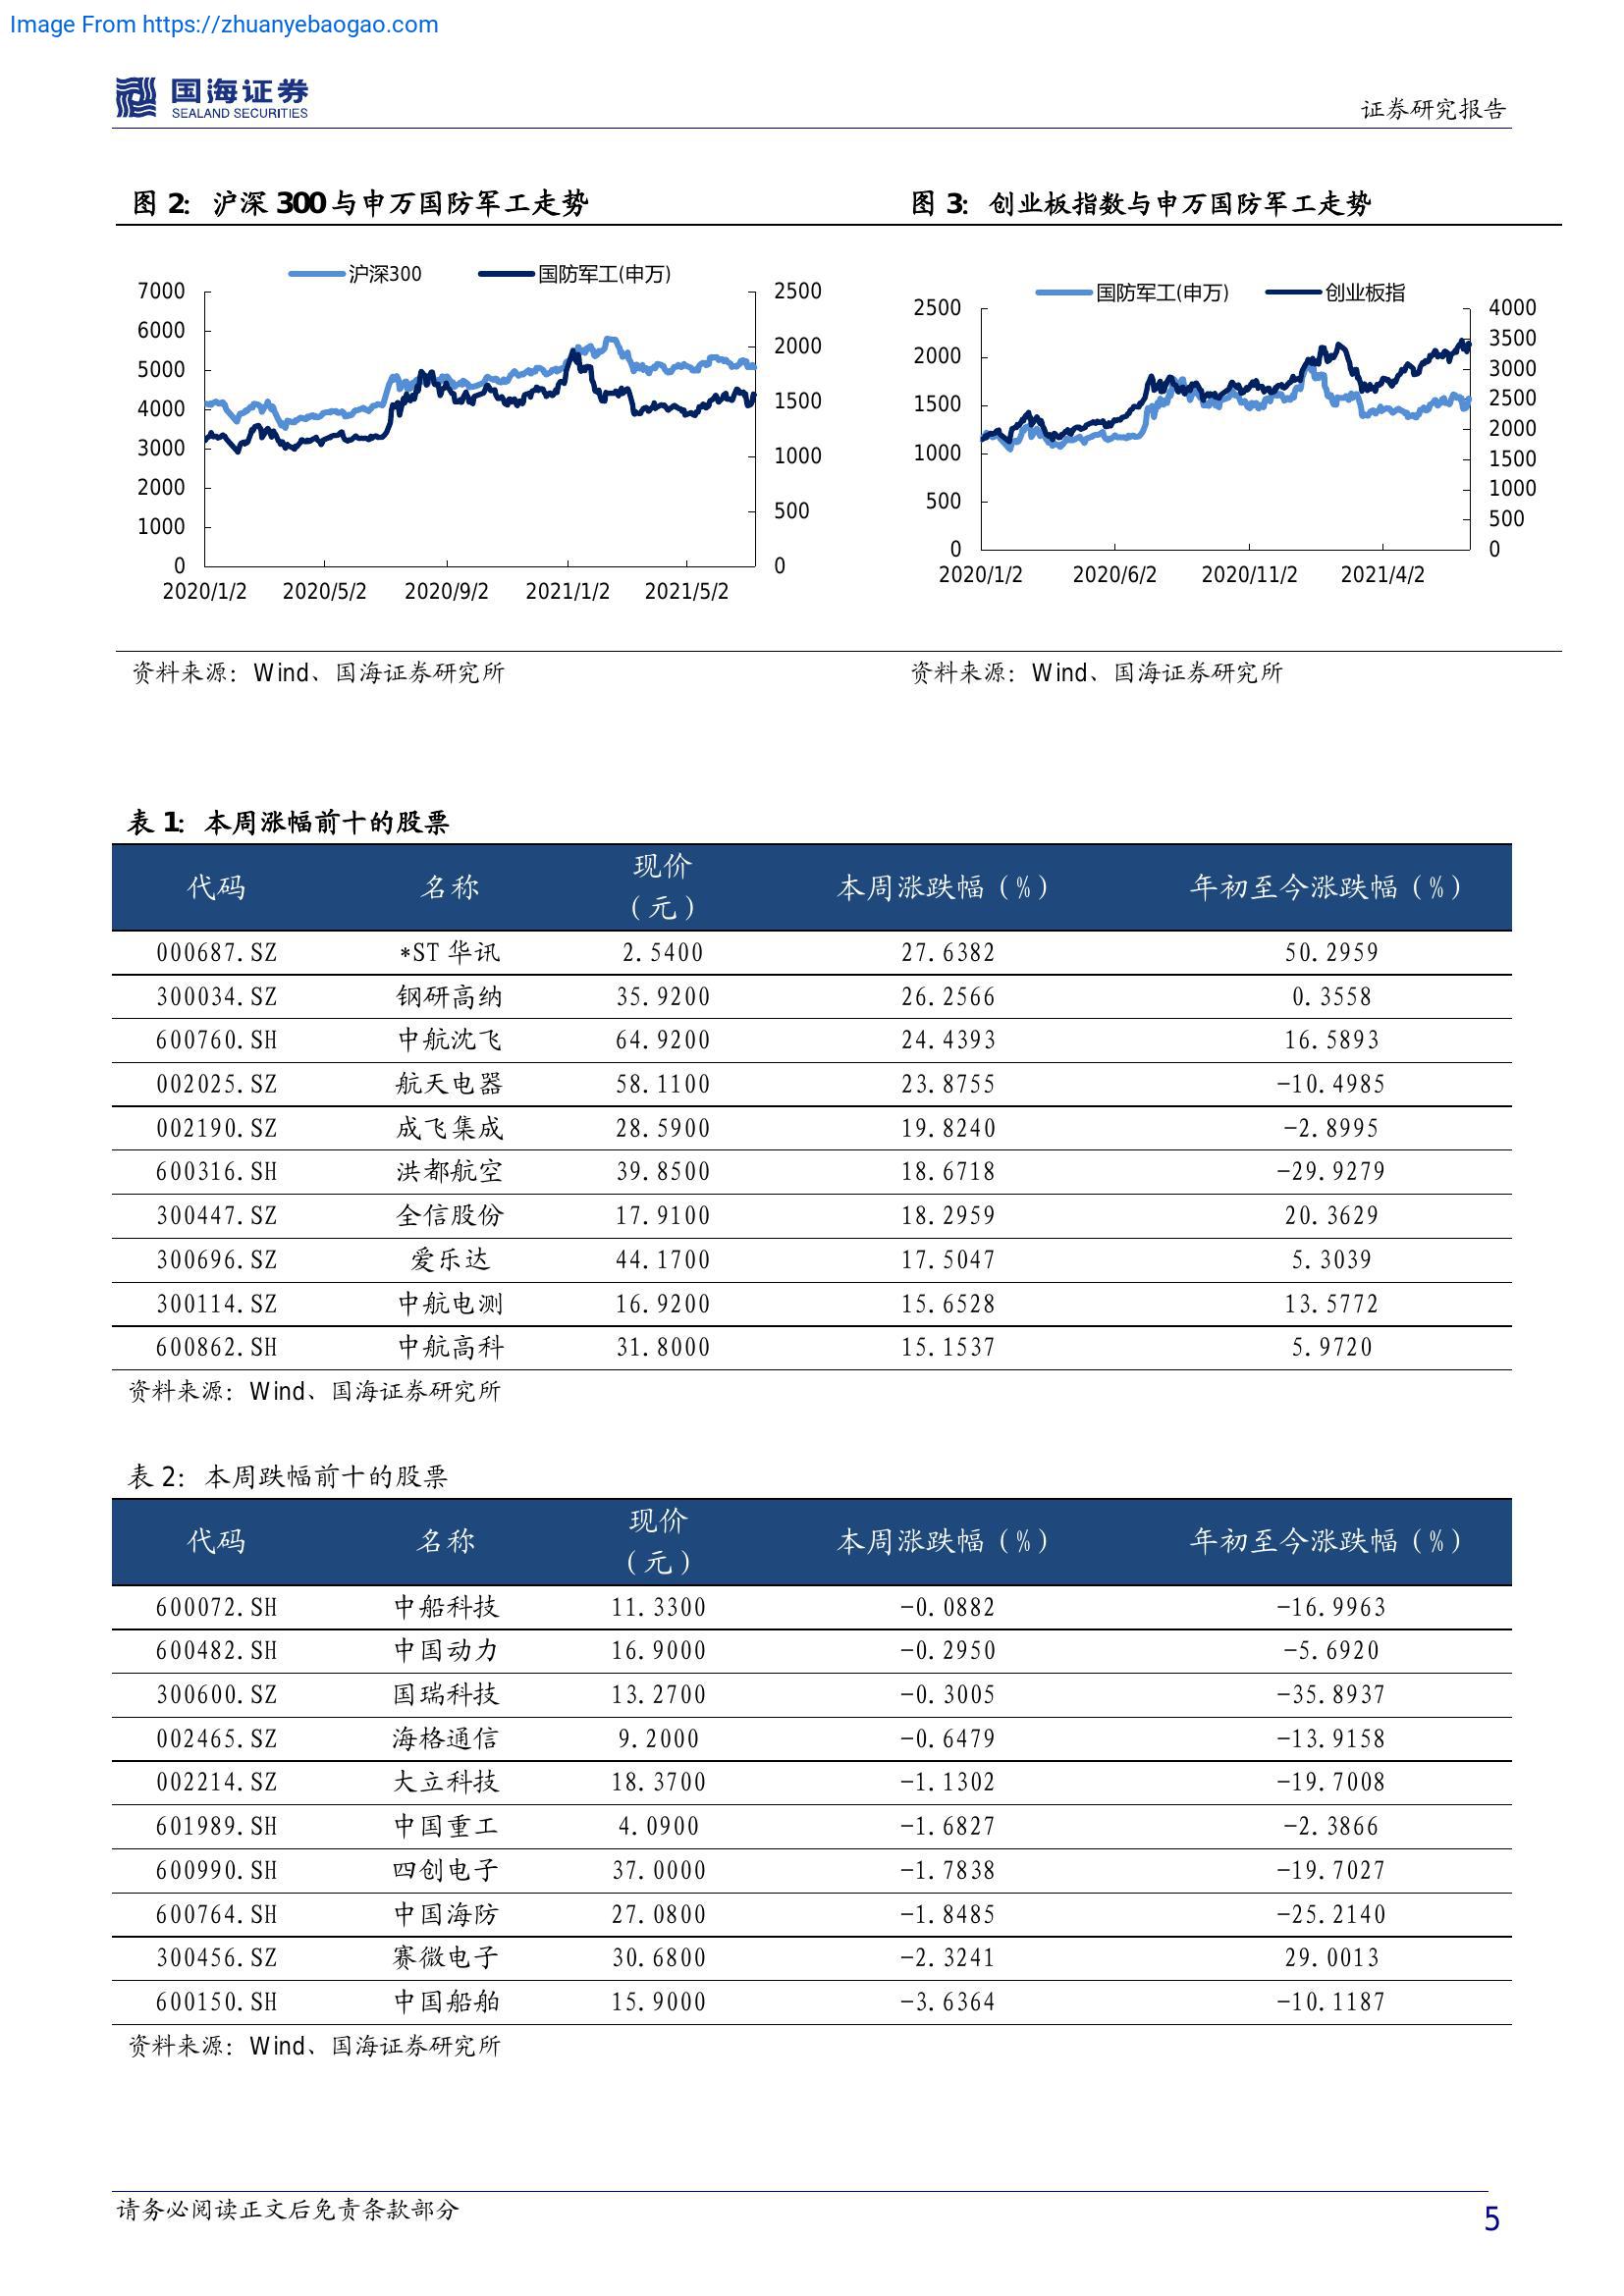 Image From https://zhuanyebaogao.com
国海证券
SEALAND SECURITIES
证券研究报告
图 2：沪深 300 与申万国防军工走势
沪深300 国防军工(申万)
7000
6000
5000
4000
3000
2000
1000
0
2500
2000
1500
1000
500
0
2020/1/2 2020/5/2 2020/9/2 2021/1/2 2021/5/2
资料来源：Wind、国海证券研究所
图 3：创业板指数与申万国防军工走势
国防军工(申万) 创业板指
2500
2000
1500
1000
500
0
4000
3500
3000
2500
2000
1500
1000
500
0
2020/1/2 2020/6/2 2020/11/2 2021/4/2
资料来源：Wind、国海证券研究所
表 1：本周涨幅前十的股票
代码 名称 现价（元） 本周涨跌幅（%） 年初至今涨跌幅（%）
000687.SZ *ST 华讯 2.5400 27.6382 50.2959
300034.SZ 钢研高纳 35.9200 26.2566 0.3558
600760.SH 中航沈飞 64.9200 24.4393 16.5893
002025.SZ 航天电器 58.1100 23.8755 -10.4985
002190.SZ 成飞集成 28.5900 19.8240 -2.8995
600316.SH 洪都航空 39.8500 18.6718 -29.9279
300447.SZ 全信股份 17.9100 18.2959 20.3629
300696.SZ 爱乐达 44.1700 17.5047 5.3039
300114.SZ 中航电测 16.9200 15.6528 13.5772
600862.SH 中航高科 31.8000 15.1537 5.9720
资料来源：Wind、国海证券研究所
表 2：本周跌幅前十的股票
代码 名称 现价（元） 本周涨跌幅（%） 年初至今涨跌幅（%）
600072.SH 中船科技 11.3300 -0.0882 -16.9963
600482.SH 中国动力 16.9000 -0.2950 -5.6920
300600.SZ 国瑞科技 13.2700 -0.3005 -35.8937
002465.SZ 海格通信 9.2000 -0.6479 -13.9158
002214.SZ 大立科技 18.3700 -1.1302 -19.7008
601989.SH 中国重工 4.0900 -1.6827 -2.3866
600990.SH 四创电子 37.0000 -1.7838 -19.7027
600764.SH 中国海防 27.0800 -1.8485 -25.2140
300456.SZ 赛微电子 30.6800 -2.3241 29.0013
600150.SH 中国船舶 15.9000 -3.6364 -10.1187
资料来源：Wind、国海证券研究所
请务必阅读正文后免责条款部分
5